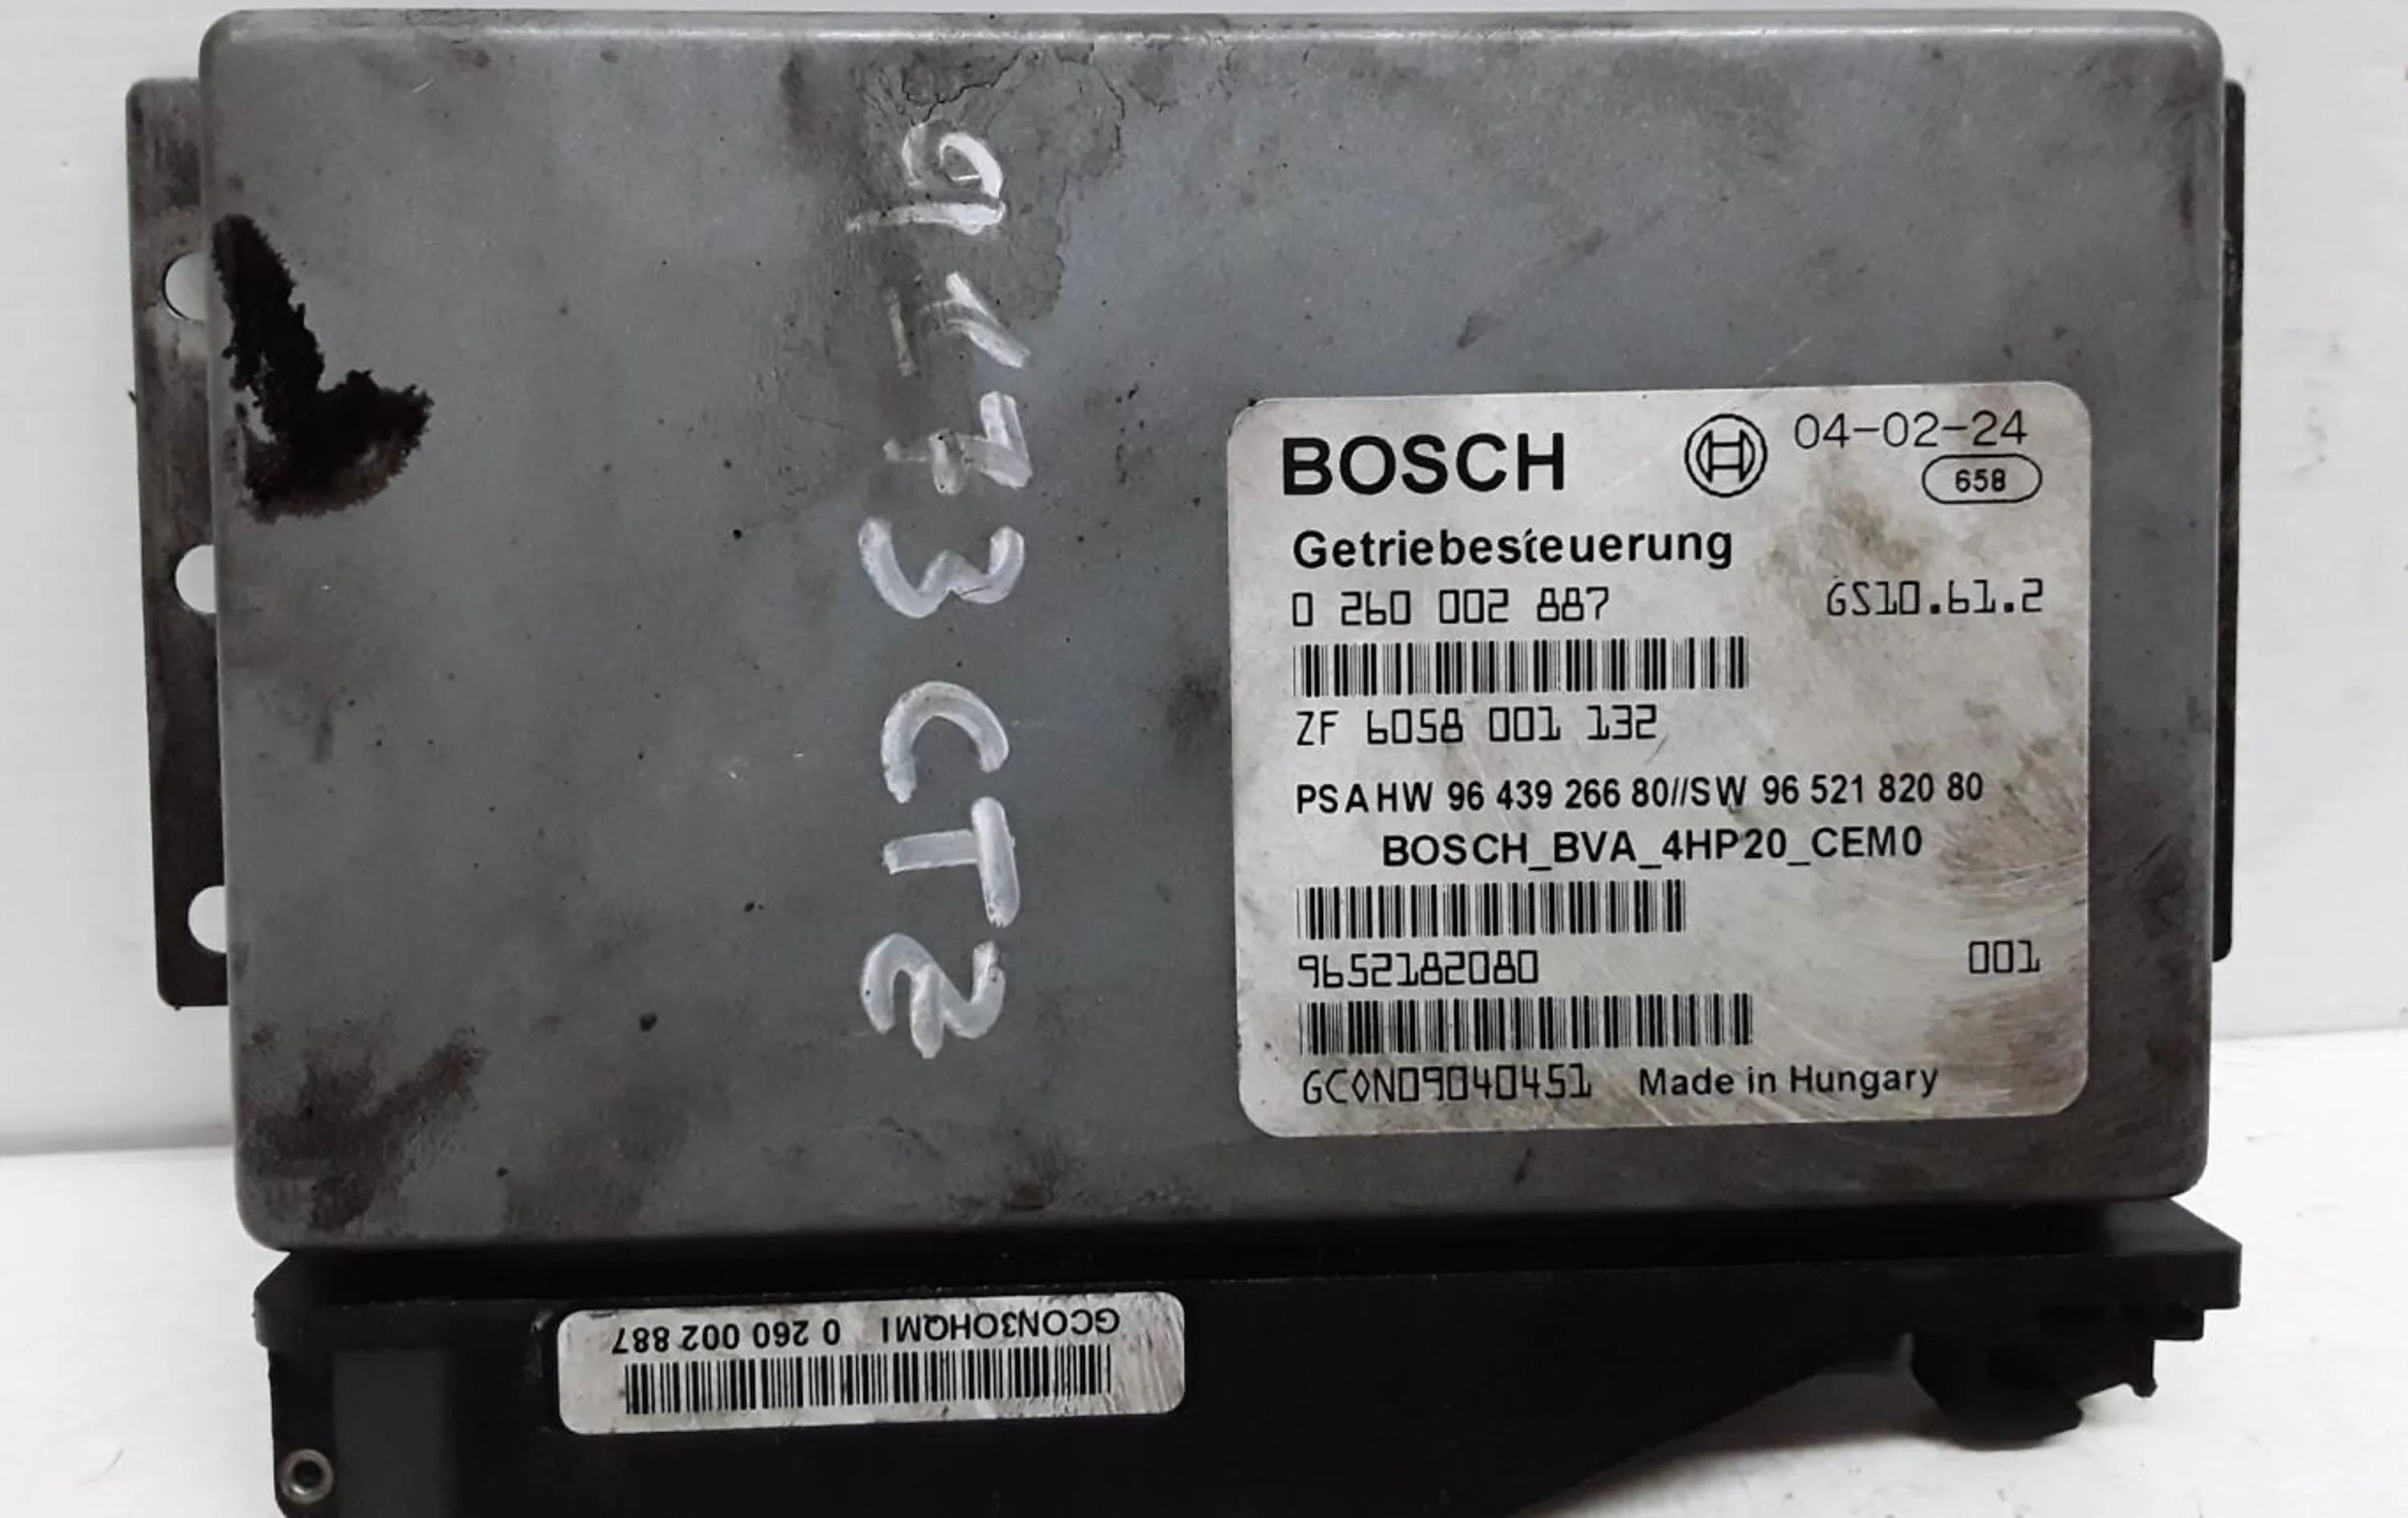 BOSCH 04-02-24
658
Getriebesteuerung
0 260 002 887 GS10.61.2
ZF 6058 001 132
PSA HW 96 439 266 80//SW 96 521 820 80
BOSCH_BVA_4HP20_CEM0
9652182080 001
GC0N09040451 Made in Hungary
GCON3OHQMI 0 260 002 887